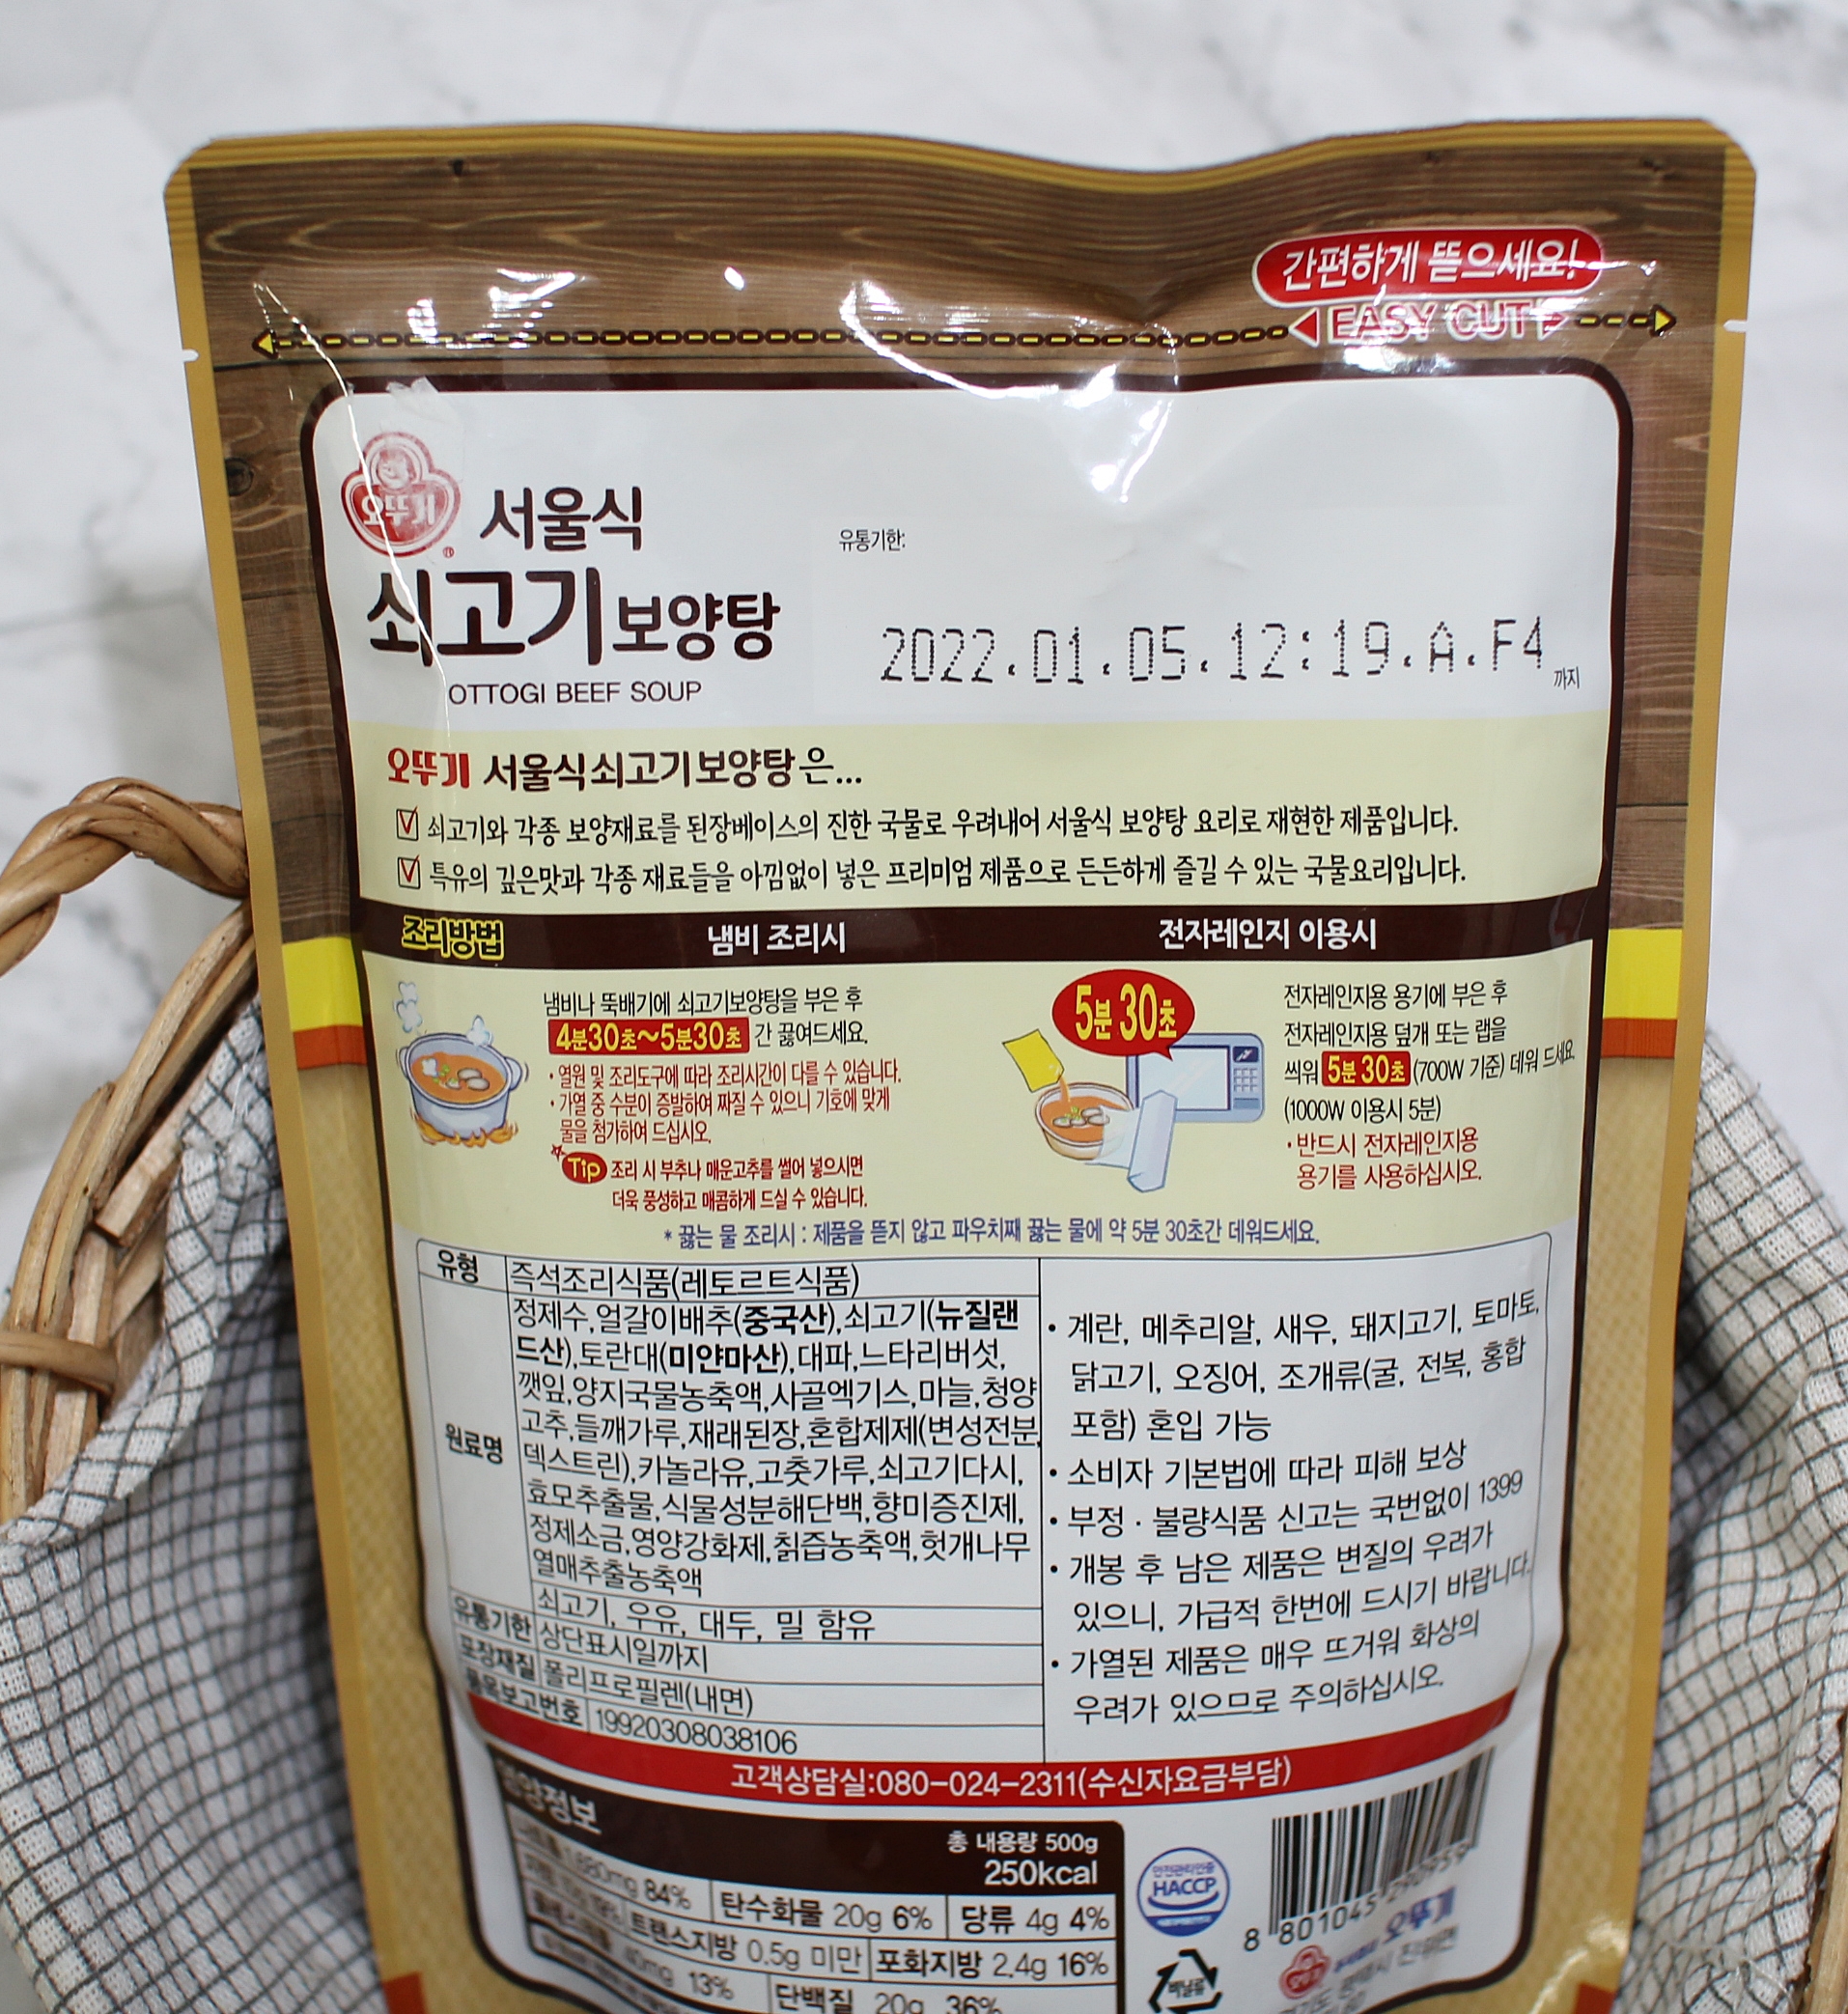 간편하게 뜯으세요!
EASY CUT
오뚜기 서울식
쇠고기보양탕
OTTOGI BEEF SOUP
유통기한:
2022.01.05.12:19.A.F4
까지
오뚜기 서울식쇠고기보양탕은...
쇠고기와 각종 보양재료를 된장베이스의 진한 국물로 우려내어 서울식 보양탕 요리로 재현한 제품입니다.
특유의 깊은맛과 각종 재료들을 아낌없이 넣은 프리미엄 제품으로 든든하게 즐길 수 있는 국물요리입니다.
조리방법 냄비 조리시 전자레인지 이용시
냄비나 뚝배기에 쇠고기보양탕을 부은 후
4분30초~5분30초 간 끓여드세요.
• 열원 및 조리도구에 따라 조리시간이 다를 수 있습니다.
• 가열 중 수분이 증발하여 짜질 수 있으니 기호에 맞게
물을 첨가하여 드십시오.
Tip 조리 시 부추나 매운고추를 썰어 넣으시면
더욱 풍성하고 매콤하게 드실 수 있습니다.
5분 30초
전자레인지용 용기에 부은 후
전자레인지용 덮개 또는 랩을
씌워 5분 30초 (700W 기준) 데워 드세요.
(1000W 이용시 5분)
• 반드시 전자레인지용
용기를 사용하십시오.
* 끓는 물 조리시 : 제품을 뜯지 않고 파우치째 끓는 물에 약 5분 30초간 데워드세요.
유형 즉석조리식품(레토르트식품)
원료명
정제수,얼갈이배추(중국산),쇠고기(뉴질랜
드산),토란대(미얀마산),대파,느타리버섯,
깻잎,양지국물농축액,사골엑기스,마늘,청양
고추,들깨가루,재래된장,혼합제제(변성전분,
덱스트린),카놀라유,고춧가루,쇠고기다시,
효모추출물,식물성분해단백,향미증진제,
정제소금,영양강화제,칡즙농축액,헛개나무
열매추출농축액
쇠고기, 우유, 대두, 밀 함유
유통기한 상단표시일까지
포장재질 폴리프로필렌(내면)
품목보고번호 19920308038106
• 계란, 메추리알, 새우, 돼지고기, 토마토,
닭고기, 오징어, 조개류(굴, 전복, 홍합
포함) 혼입 가능
• 소비자 기본법에 따라 피해 보상
• 부정 · 불량식품 신고는 국번없이 1399
• 개봉 후 남은 제품은 변질의 우려가
있으니, 가급적 한번에 드시기 바랍니다.
• 가열된 제품은 매우 뜨거워 화상의
우려가 있으므로 주의하십시오.
고객상담실:080-024-2311(수신자요금부담)
영양정보
총 내용량 500g
250kcal
84% 탄수화물 20g 6% 당류 4g 4%
트랜스지방 0.5g 미만 포화지방 2.4g 16%
13% 단백질 20g 36%
안전관리인증
HACCP
비닐류
8 801045 290959
오뚜기